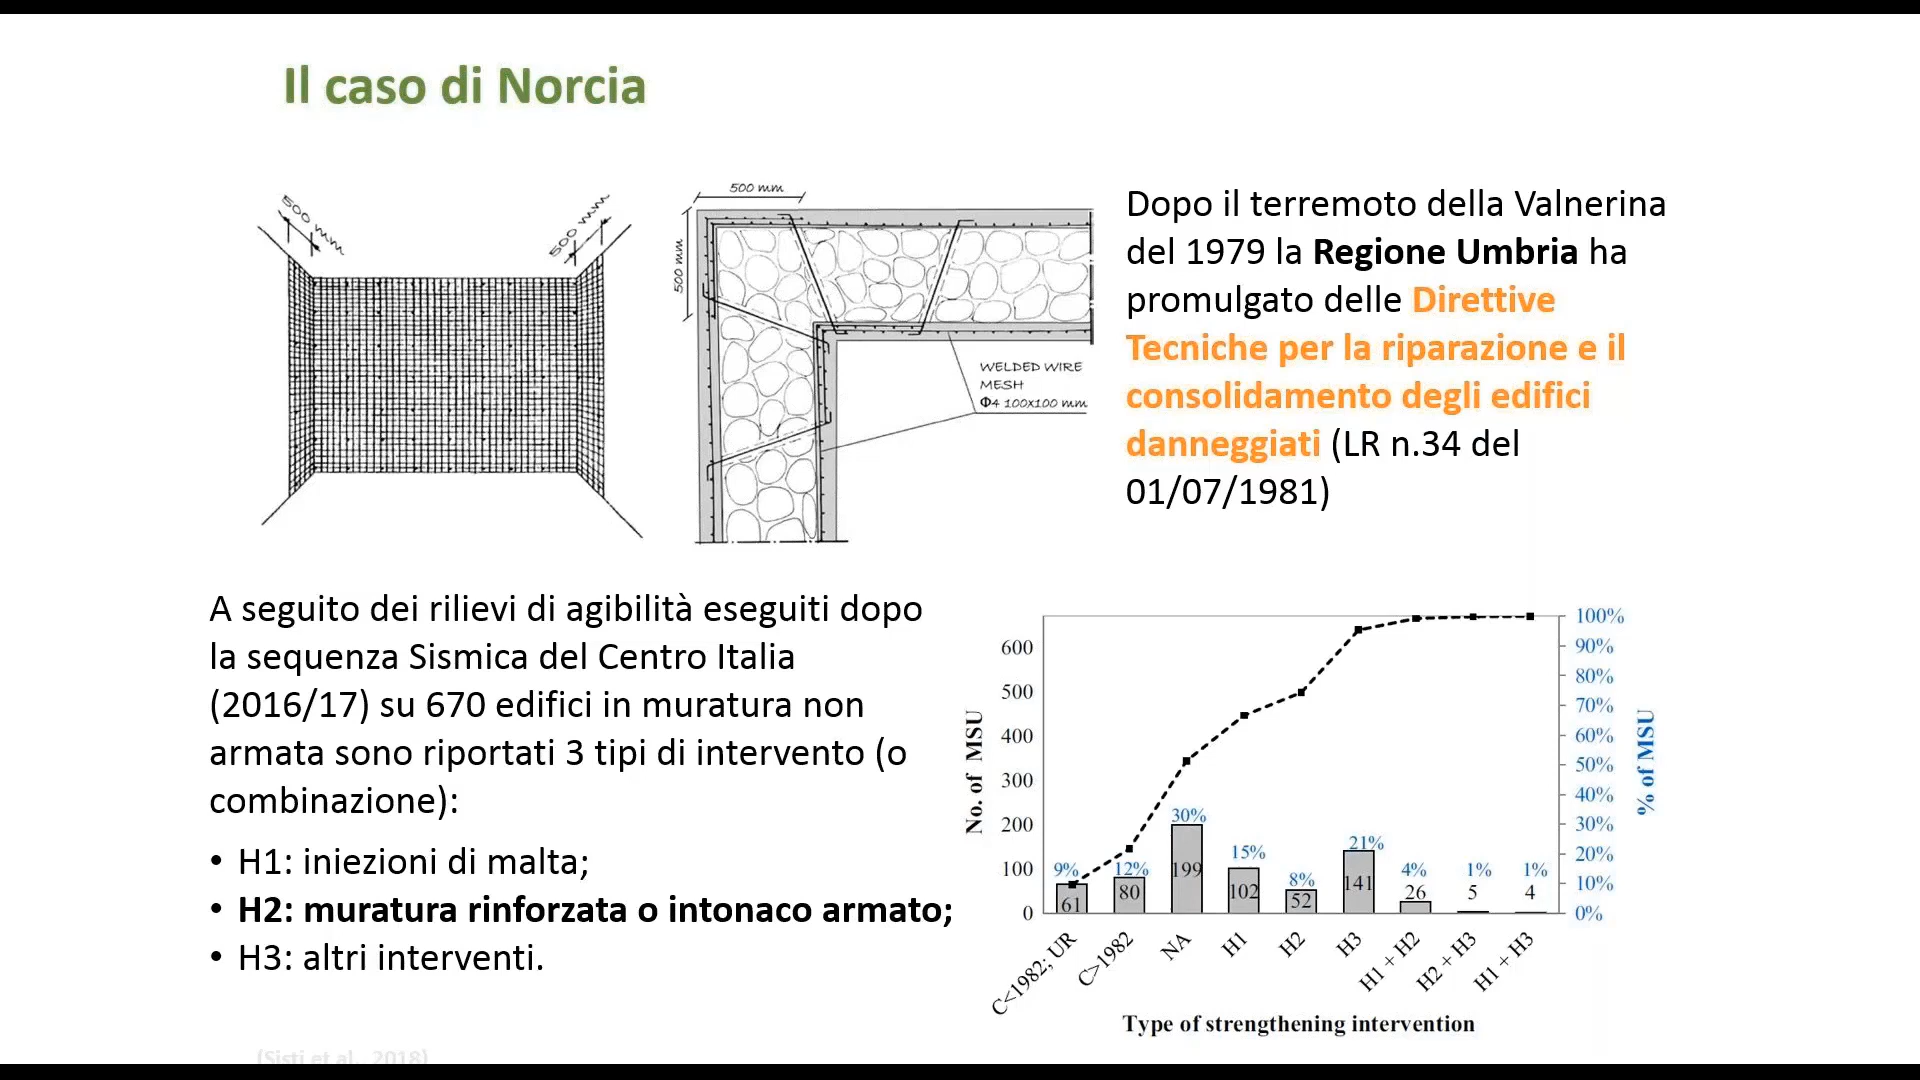 Il caso di Norcia
500 mm
500 mm
500 mm
500 mm
WELDED WIRE
MESH
Φ4 100x100 mm
Dopo il terremoto della Valnerina
del 1979 la Regione Umbria ha
promulgato delle Direttive
Tecniche per la riparazione e il
consolidamento degli edifici
danneggiati (LR n.34 del
01/07/1981)
A seguito dei rilievi di agibilità eseguiti dopo
la sequenza Sismica del Centro Italia
(2016/17) su 670 edifici in muratura non
armata sono riportati 3 tipi di intervento (o
combinazione):
• H1: iniezioni di malta;
• H2: muratura rinforzata o intonaco armato;
• H3: altri interventi.
No. of MSU
600
500
400
300
200
100
0
100%
90%
80%
70%
60%
50%
40%
30%
20%
10%
0%
% of MSU
9% 12% 30% 15% 8% 21% 4% 1% 1%
61 80 199 102 52 141 26 5 4
C<1982; UR C>1982 NA H1 H2 H3 H1 + H2 H2 + H3 H1 + H3
Type of strengthening intervention
(Sisti et al., 2018)